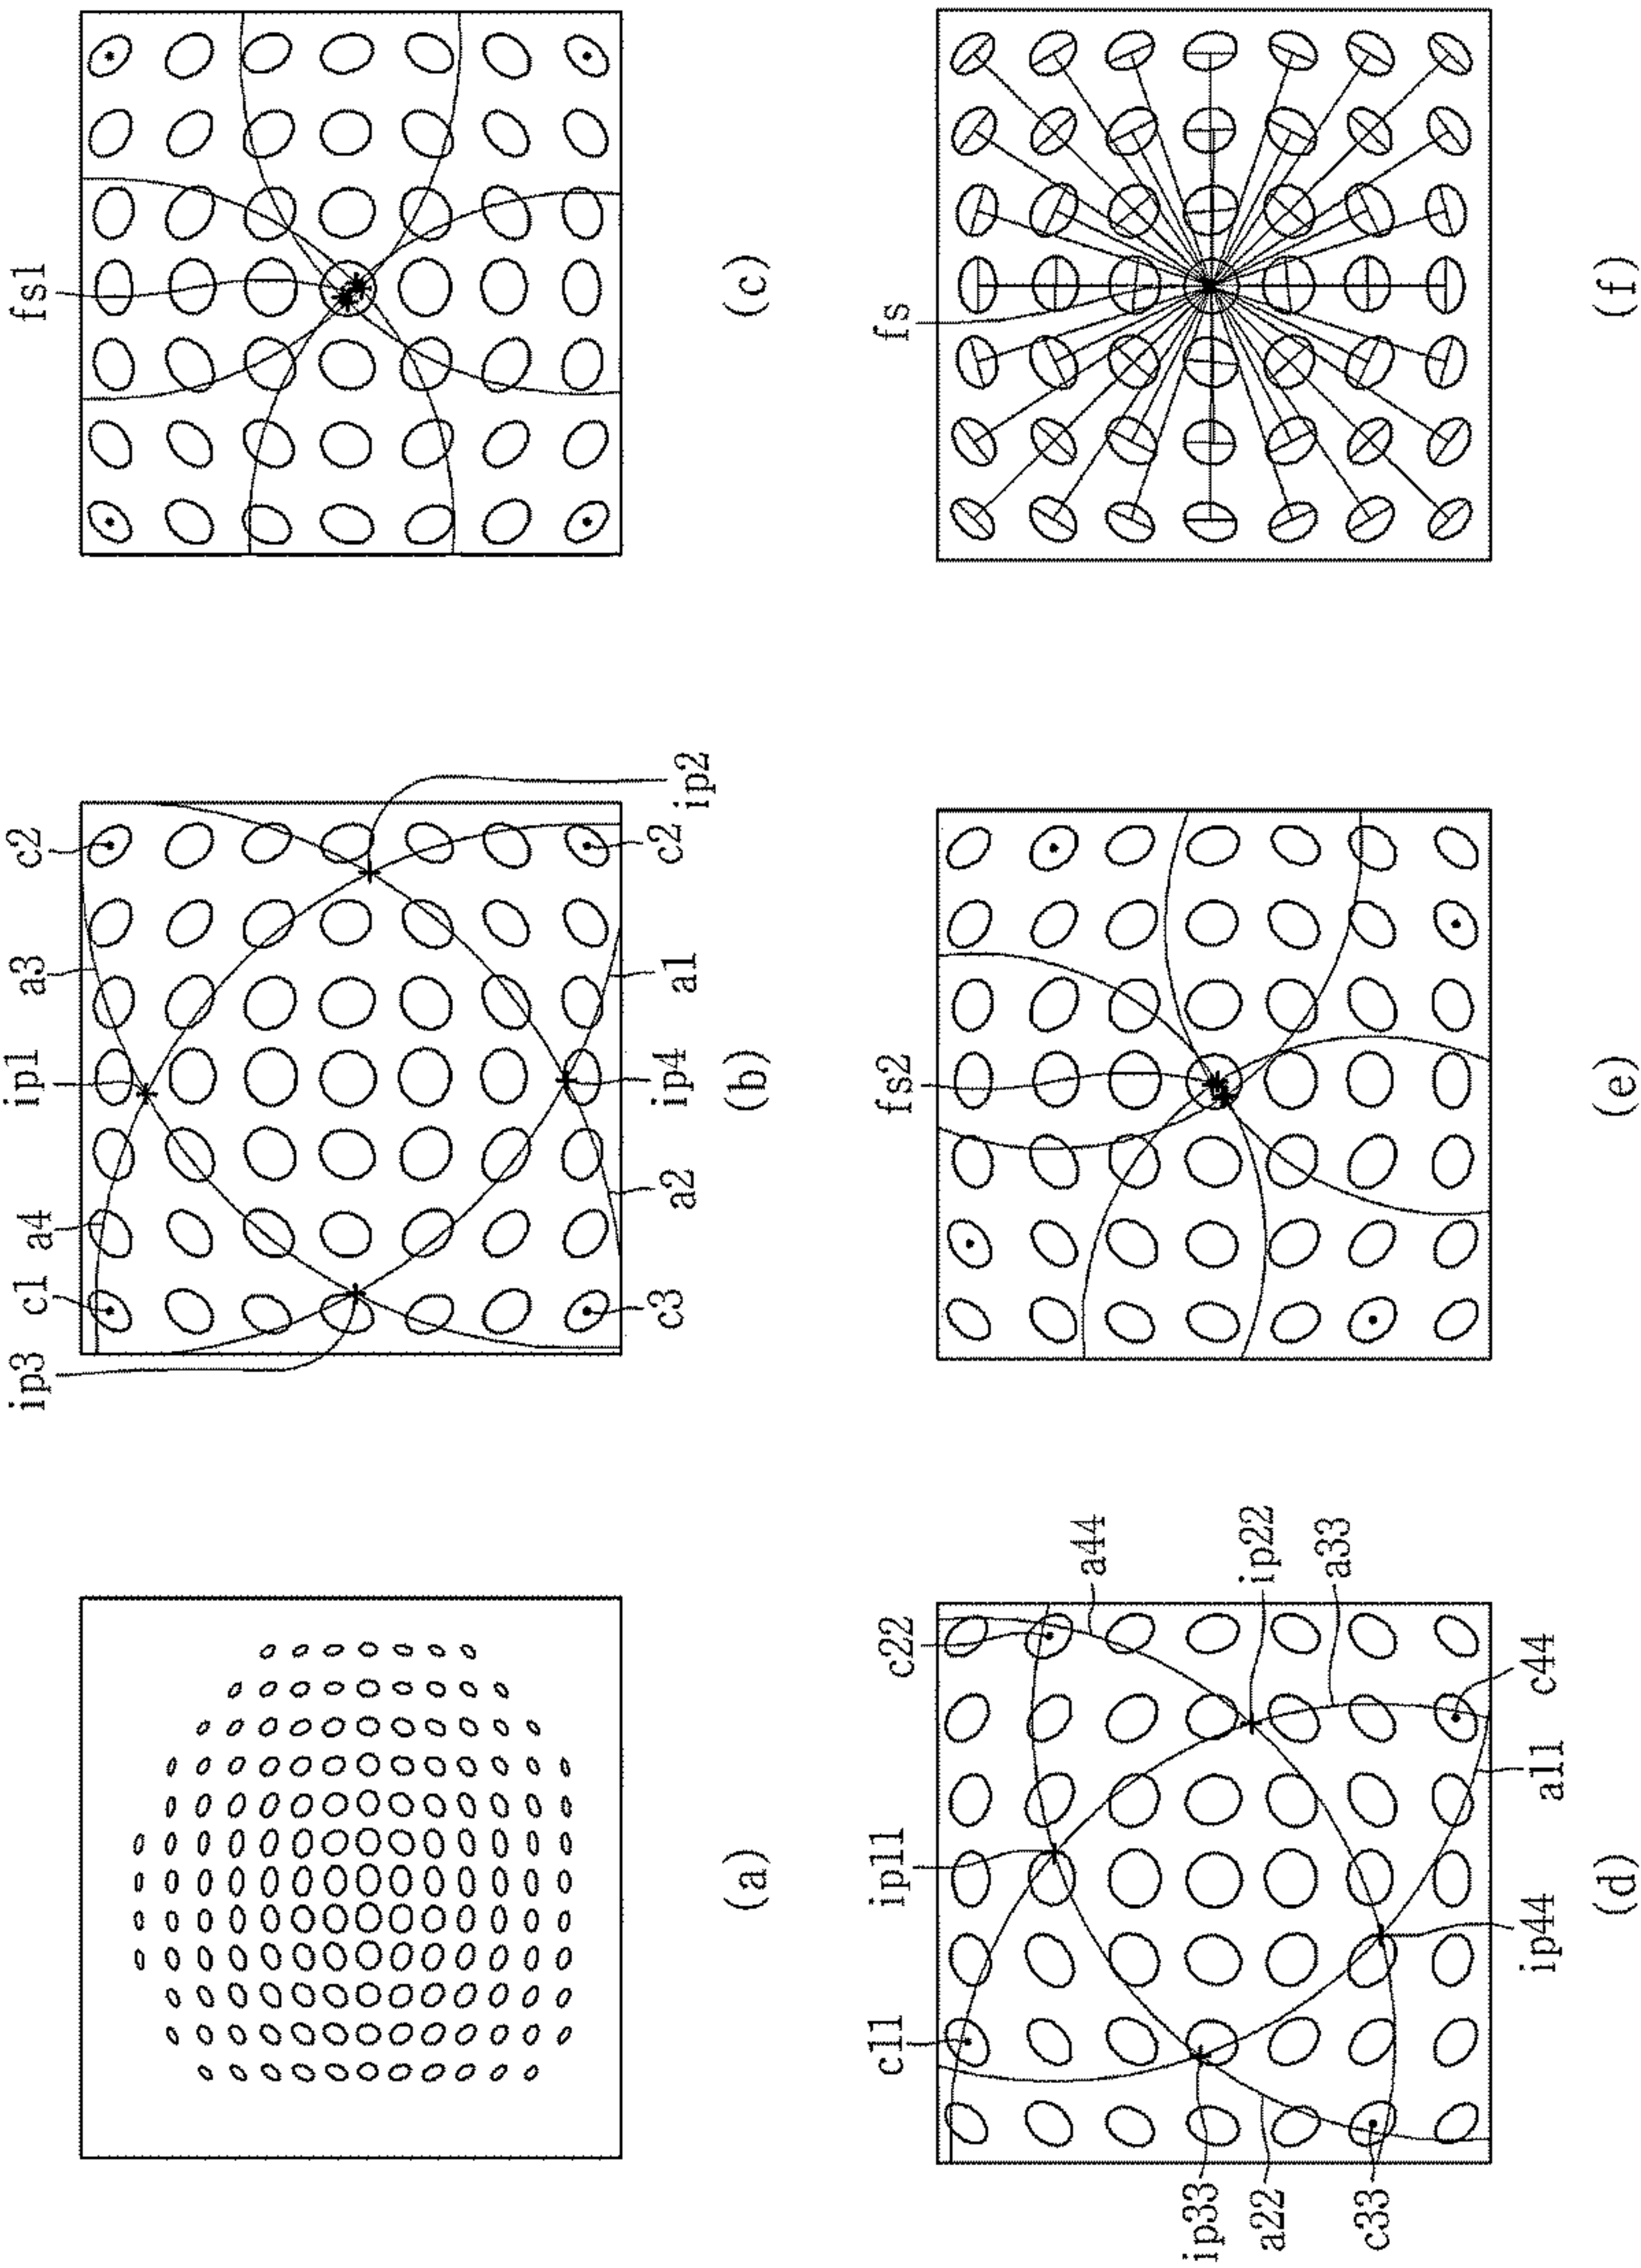 ip3 c1 a4 ip1 a3 c2
c3 a2 ip4 a1 c2 ip2
fs1
(a) (b) (c)
c11 ip11 c22
a44
ip22
a33
ip33
a22
c33
ip44 a11 c44
fs2
fs
(d) (e) (f)